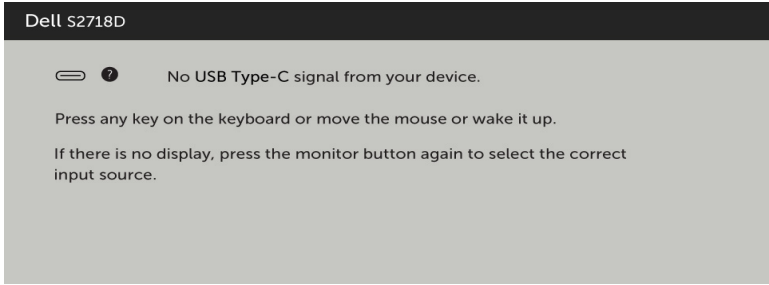 Dell S2718D
? No USB Type-C signal from your device.
Press any key on the keyboard or move the mouse or wake it up.
If there is no display, press the monitor button again to select the correct
input source.